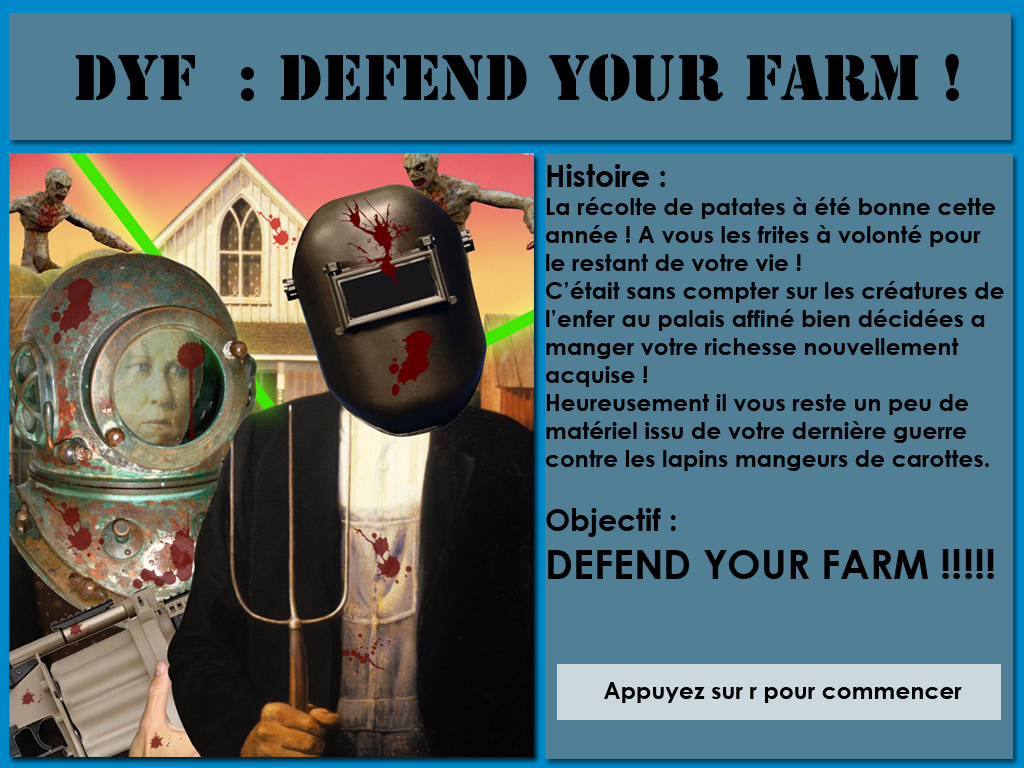 DYF : DEFEND YOUR FARM !
Histoire :
La récolte de patates à été bonne cette
année ! A vous les frites à volonté pour
le restant de votre vie !
C’était sans compter sur les créatures de
l’enfer au palais affiné bien décidées a
manger votre richesse nouvellement
acquise !
Heureusement il vous reste un peu de
matériel issu de votre dernière guerre
contre les lapins mangeurs de carottes.
Objectif :
DEFEND YOUR FARM !!!!!
Appuyez sur r pour commencer